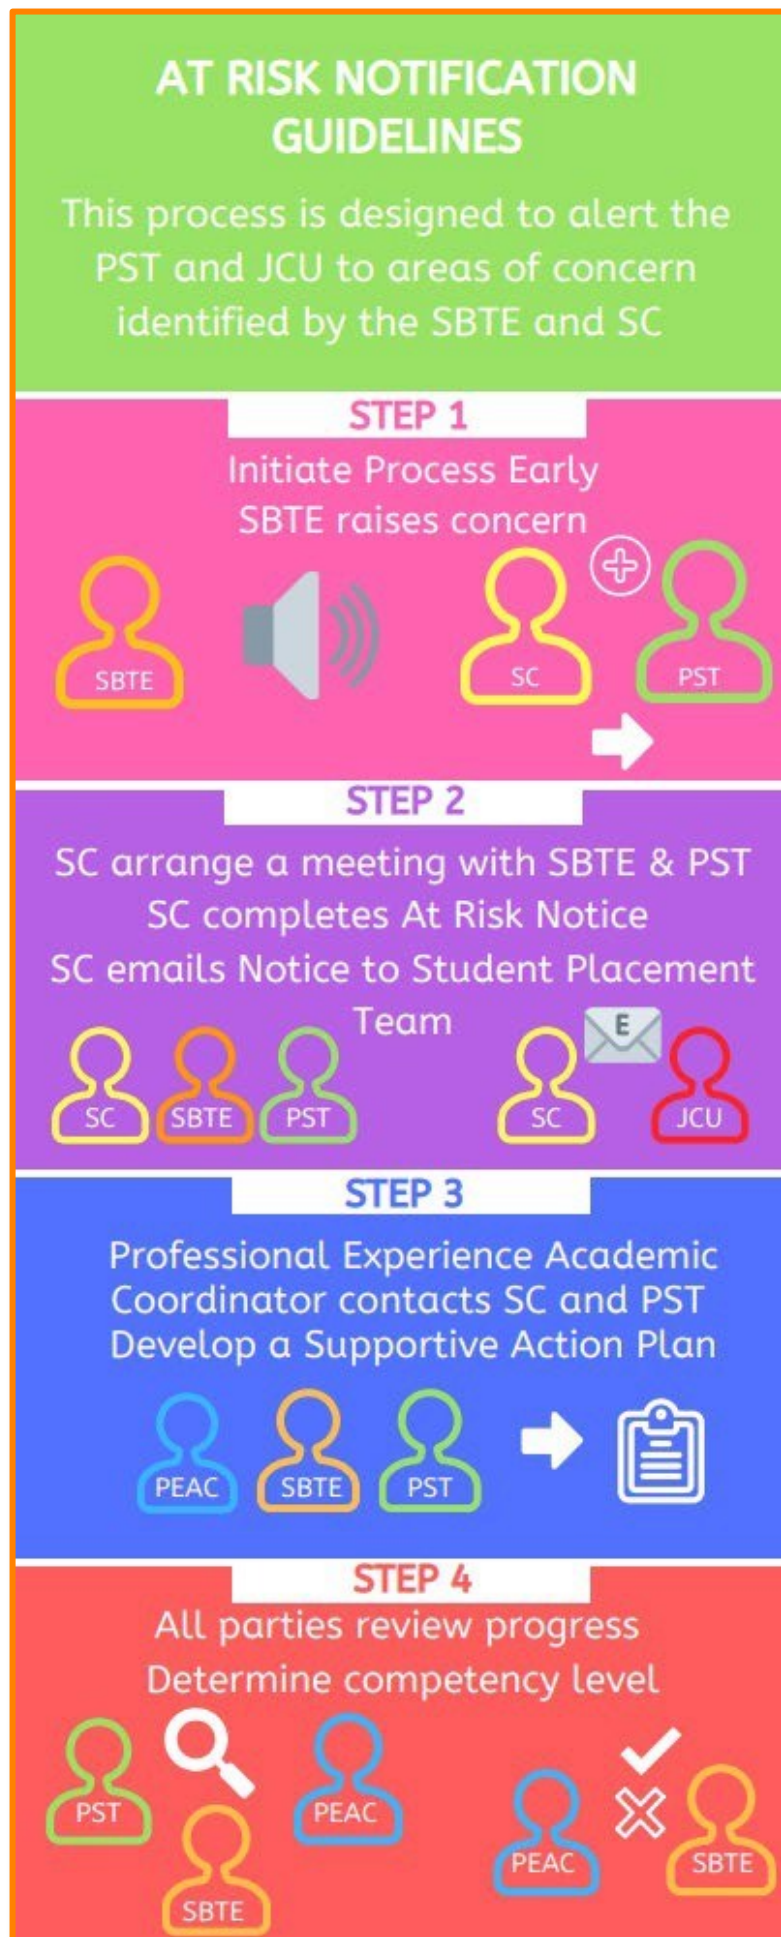 AT RISK NOTIFICATION
GUIDELINES
This process is designed to alert the
PST and JCU to areas of concern
identified by the SBTE and SC
STEP 1
Initiate Process Early
SBTE raises concern
SBTE
SC
PST
STEP 2
SC arrange a meeting with SBTE & PST
SC completes At Risk Notice
SC emails Notice to Student Placement
Team
E
SC
SBTE
PST
SC
JCU
STEP 3
Professional Experience Academic
Coordinator contacts SC and PST
Develop a Supportive Action Plan
PEAC
SBTE
PST
STEP 4
All parties review progress
Determine competency level
PST
PEAC
SBTE
PEAC
SBTE